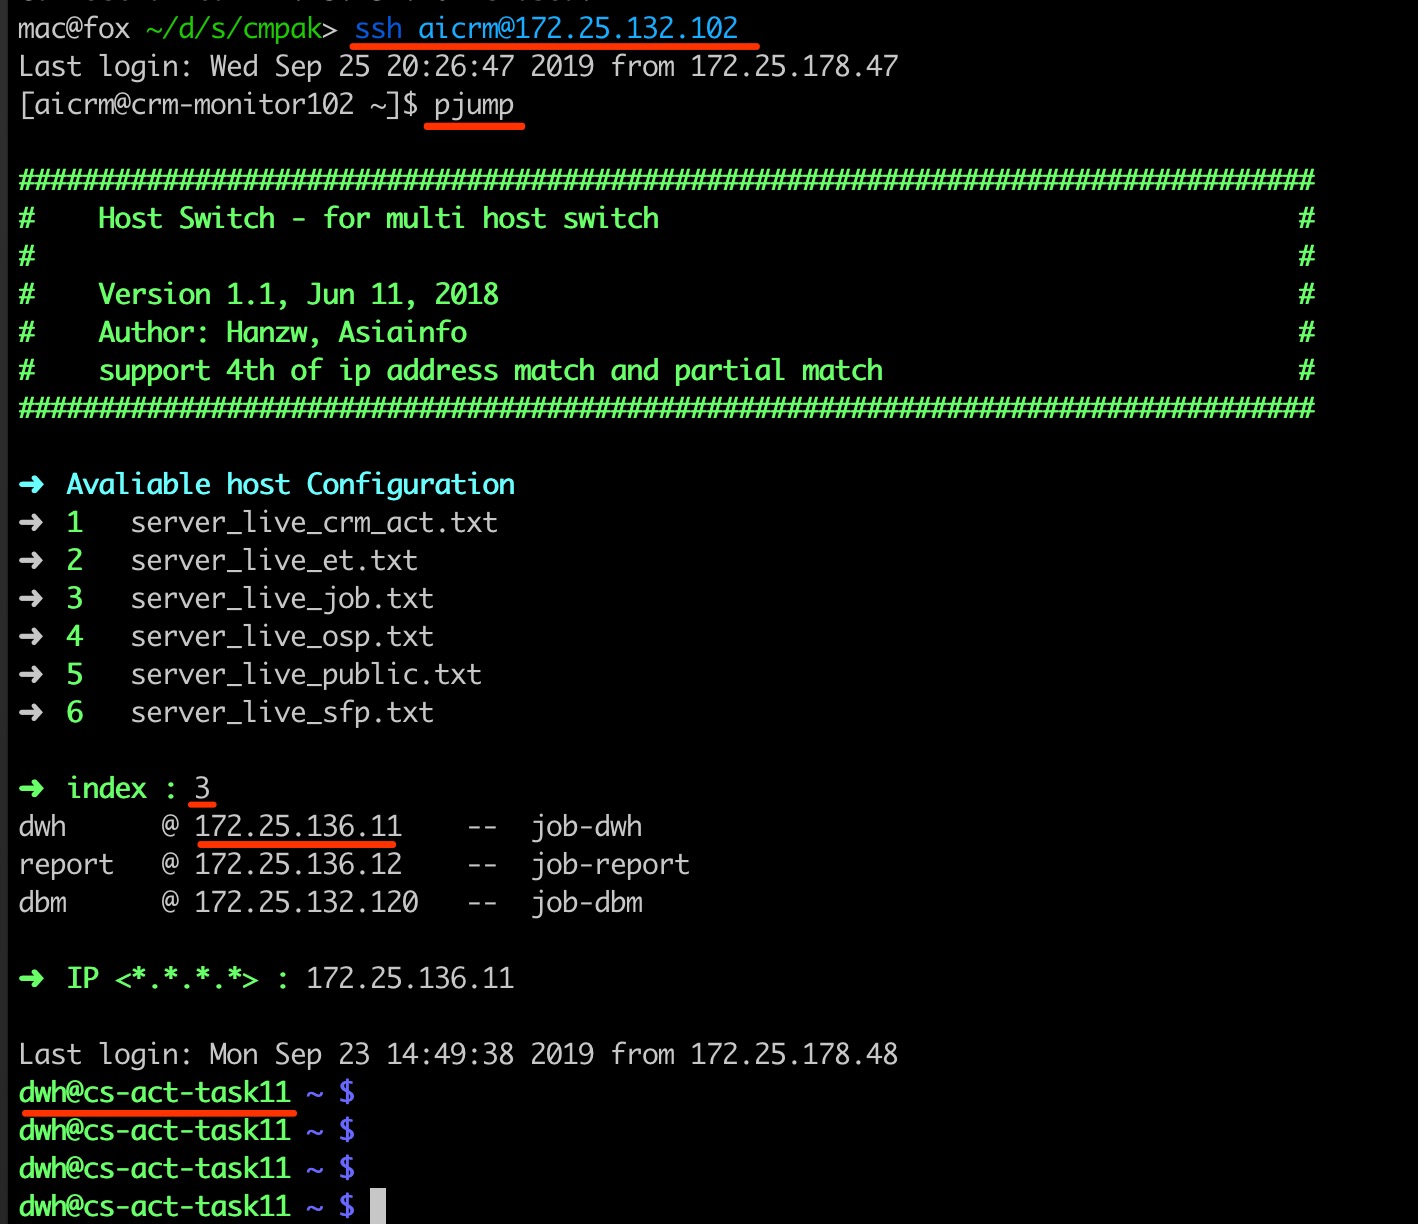 mac@fox ~/d/s/cmpak> ssh aicrm@172.25.132.102
Last login: Wed Sep 25 20:26:47 2019 from 172.25.178.47
[aicrm@crm-monitor102 ~]$ pjump
#################################################################################
#    Host Switch - for multi host switch                                        #
#                                                                               #
#    Version 1.1, Jun 11, 2018                                                  #
#    Author: Hanzw, Asiainfo                                                    #
#    support 4th of ip address match and partial match                          #
#################################################################################
➜ Avaliable host Configuration
➜ 1   server_live_crm_act.txt
➜ 2   server_live_et.txt
➜ 3   server_live_job.txt
➜ 4   server_live_osp.txt
➜ 5   server_live_public.txt
➜ 6   server_live_sfp.txt
➜ index : 3
dwh      @ 172.25.136.11    --  job-dwh
report   @ 172.25.136.12    --  job-report
dbm      @ 172.25.132.120   --  job-dbm
➜ IP <*.*.*.*> : 172.25.136.11
Last login: Mon Sep 23 14:49:38 2019 from 172.25.178.48
dwh@cs-act-task11 ~ $
dwh@cs-act-task11 ~ $
dwh@cs-act-task11 ~ $
dwh@cs-act-task11 ~ $